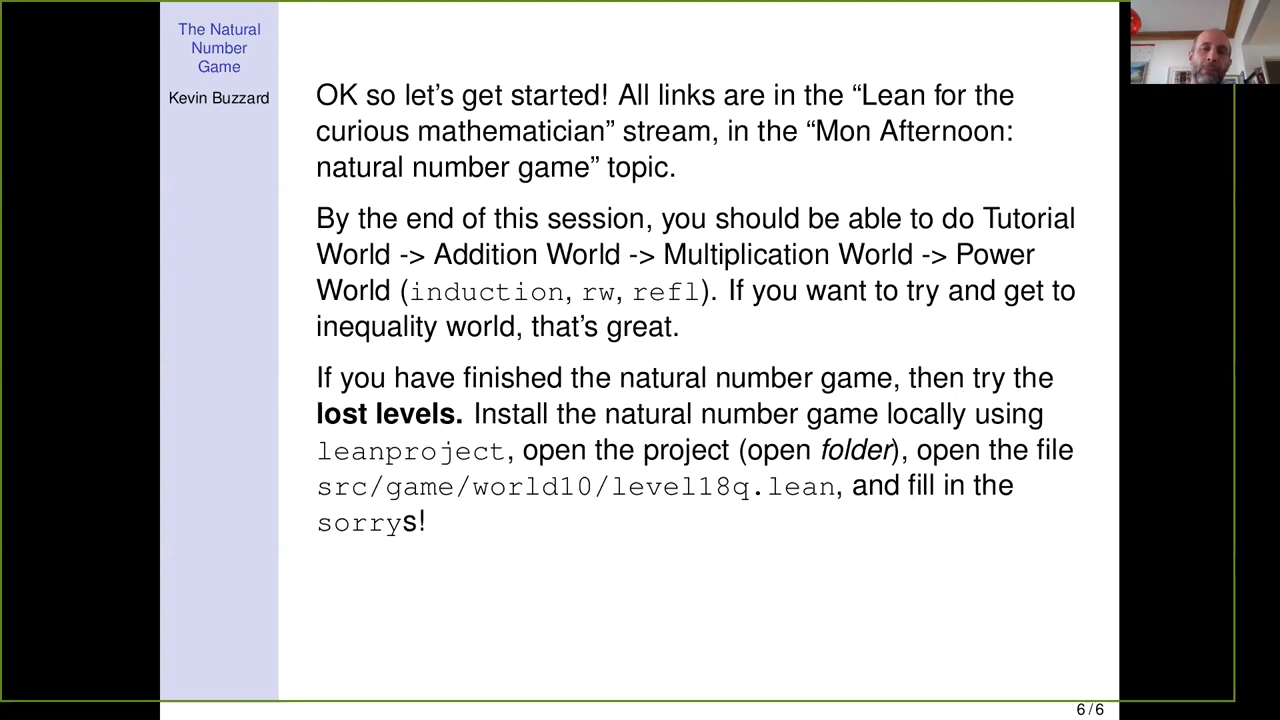 The Natural
Number
Game
Kevin Buzzard
OK so let's get started! All links are in the “Lean for the
curious mathematician” stream, in the “Mon Afternoon:
natural number game” topic.
By the end of this session, you should be able to do Tutorial
World -> Addition World -> Multiplication World -> Power
World (induction, rw, refl). If you want to try and get to
inequality world, that's great.
If you have finished the natural number game, then try the
lost levels. Install the natural number game locally using
leanproject, open the project (open folder), open the file
src/game/world10/level18q.lean, and fill in the
sorrys!
6 / 6